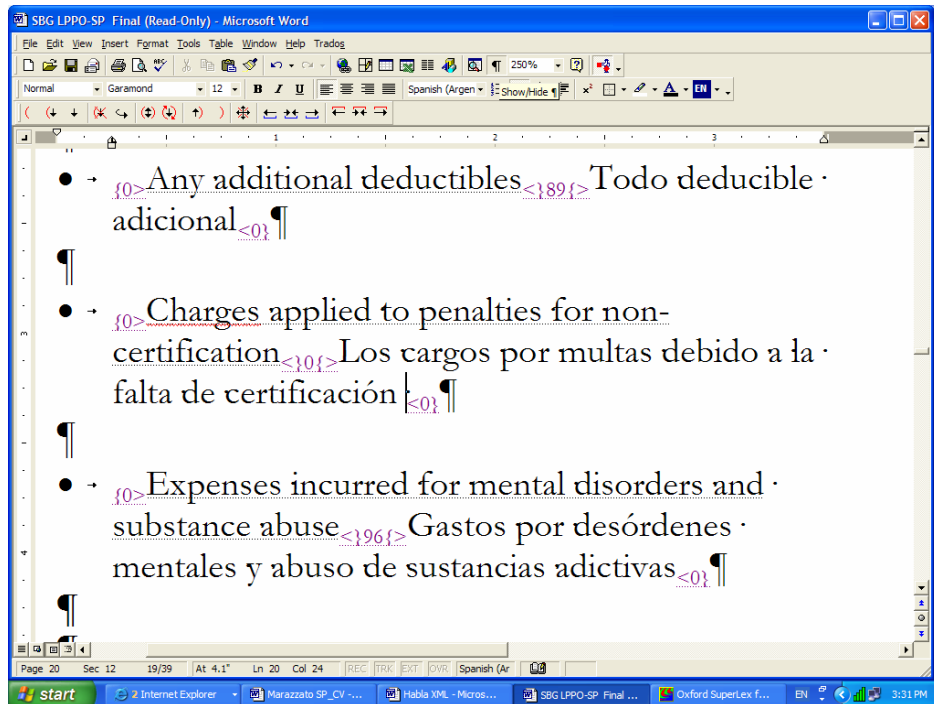 SBG LPPO-SP Final (Read-Only) - Microsoft Word
File Edit View Insert Format Tools Table Window Help Trados
250%
Normal Garamond 12 B I U Spanish (Argen Show/Hide ¶ x² A EN
1 2 3
● → {0>Any additional deductibles<}89{>Todo deducible ·
adicional<0}¶
¶
● → {0>Charges applied to penalties for non-
certification<}0{>Los cargos por multas debido a la ·
falta de certificación <0}¶
¶
● → {0>Expenses incurred for mental disorders and ·
substance abuse<}96{>Gastos por desórdenes ·
mentales y abuso de sustancias adictivas<0}¶
¶
Page 20 Sec 12 19/39 At 4.1" Ln 20 Col 24 REC TRK EXT OVR Spanish (Ar
start 2 Internet Explorer Marazzato SP_CV -... Habla XML - Micros... SBG LPPO-SP Final ... Oxford SuperLex f... EN 3:31 PM